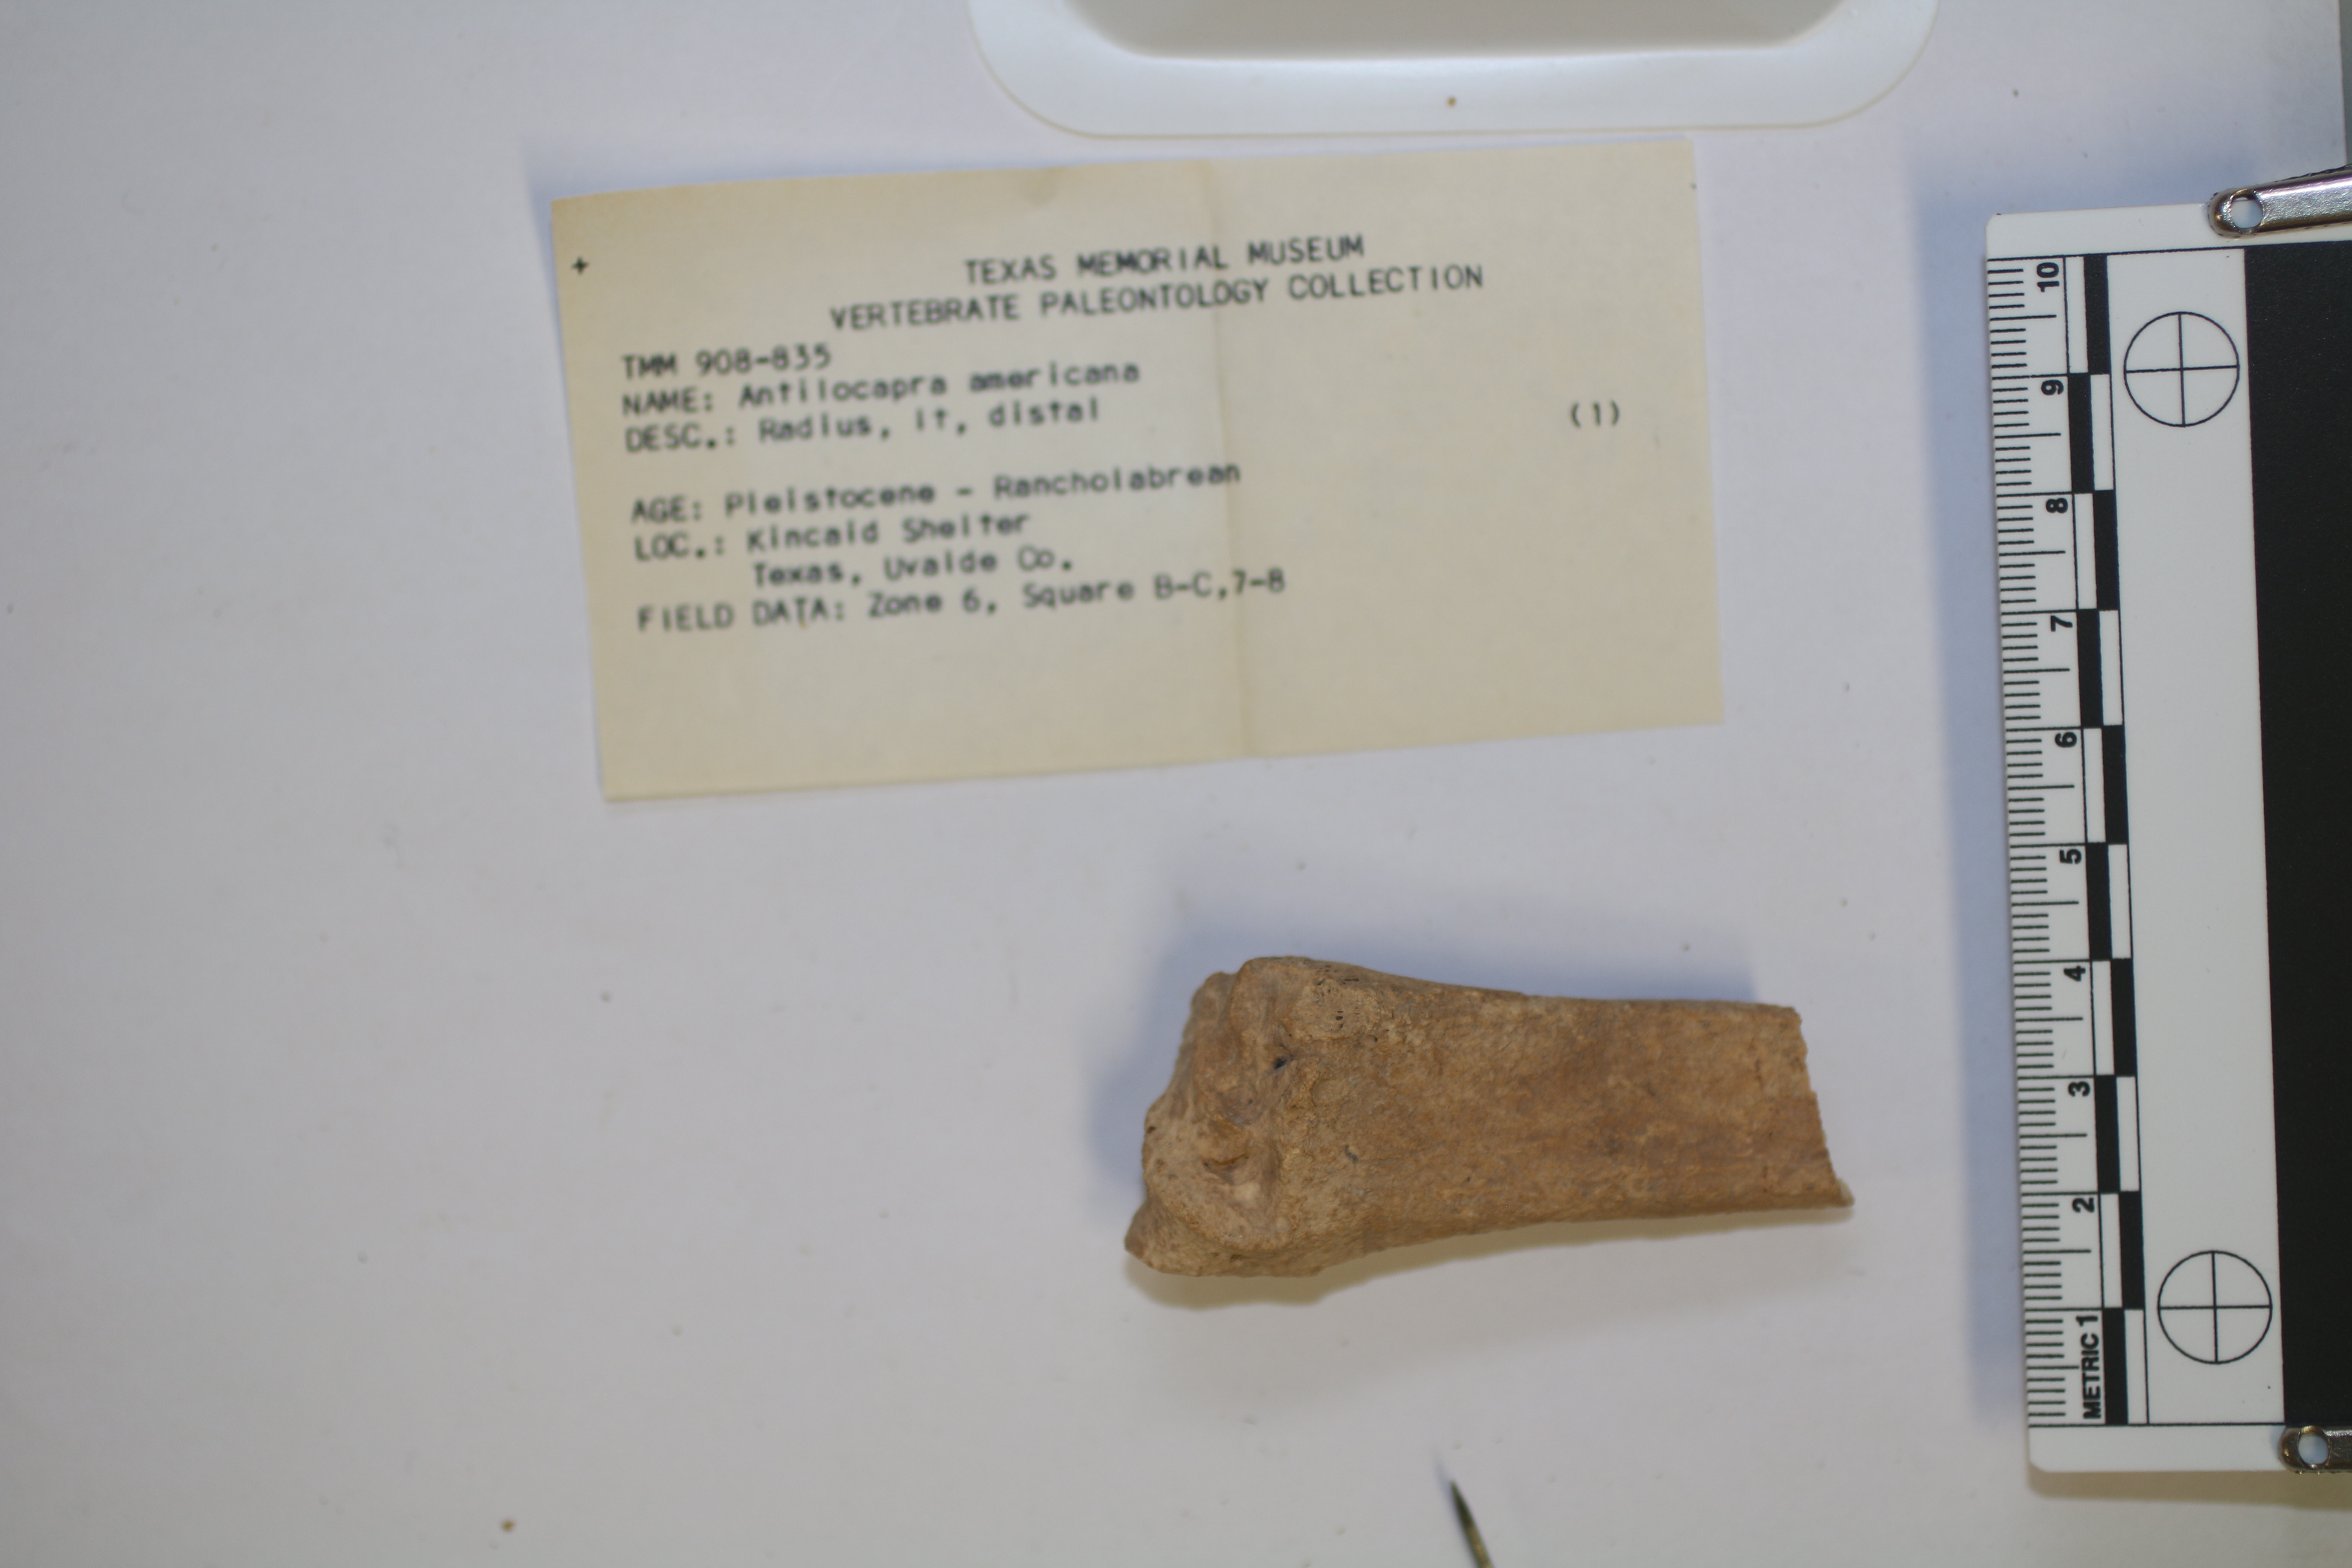 +
TEXAS MEMORIAL MUSEUM
VERTEBRATE PALEONTOLOGY COLLECTION
TMM 908-835
NAME: Antilocapra americana
DESC.: Radius, lt, distal (1)
AGE: Pleistocene - Rancholabrean
LOC.: Kincaid Shelter
Texas, Uvalde Co.
FIELD DATA: Zone 6, Square B-C,7-8
METRIC 1 2 3 4 5 6 7 8 9 10